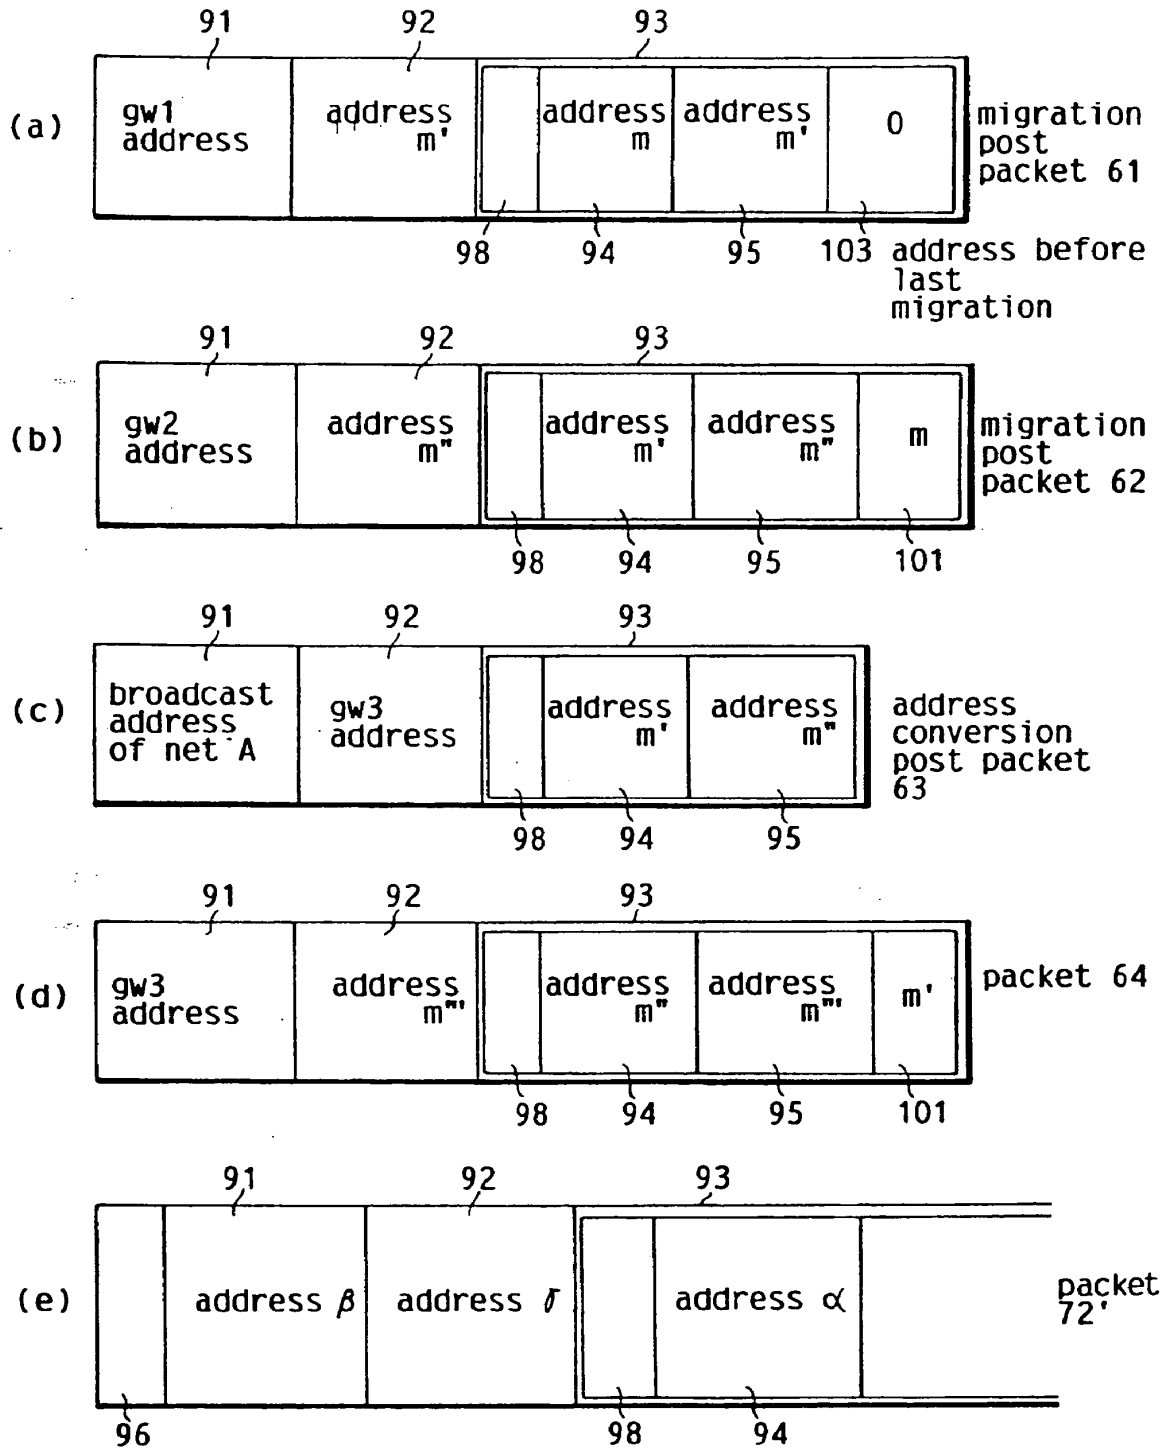 91 92 93
(a) gw1 address address m' address m address m' 0 migration post packet 61
98 94 95 103 address before last migration
91 92 93
(b) gw2 address address m" address m' address m" m migration post packet 62
98 94 95 101
91 92 93
(c) broadcast address of net A gw3 address address m' address m" address conversion post packet 63
98 94 95
91 92 93
(d) gw3 address address m"' address m" address m"' m' packet 64
98 94 95 101
91 92 93
(e) address β address γ address α packet 72'
96 98 94